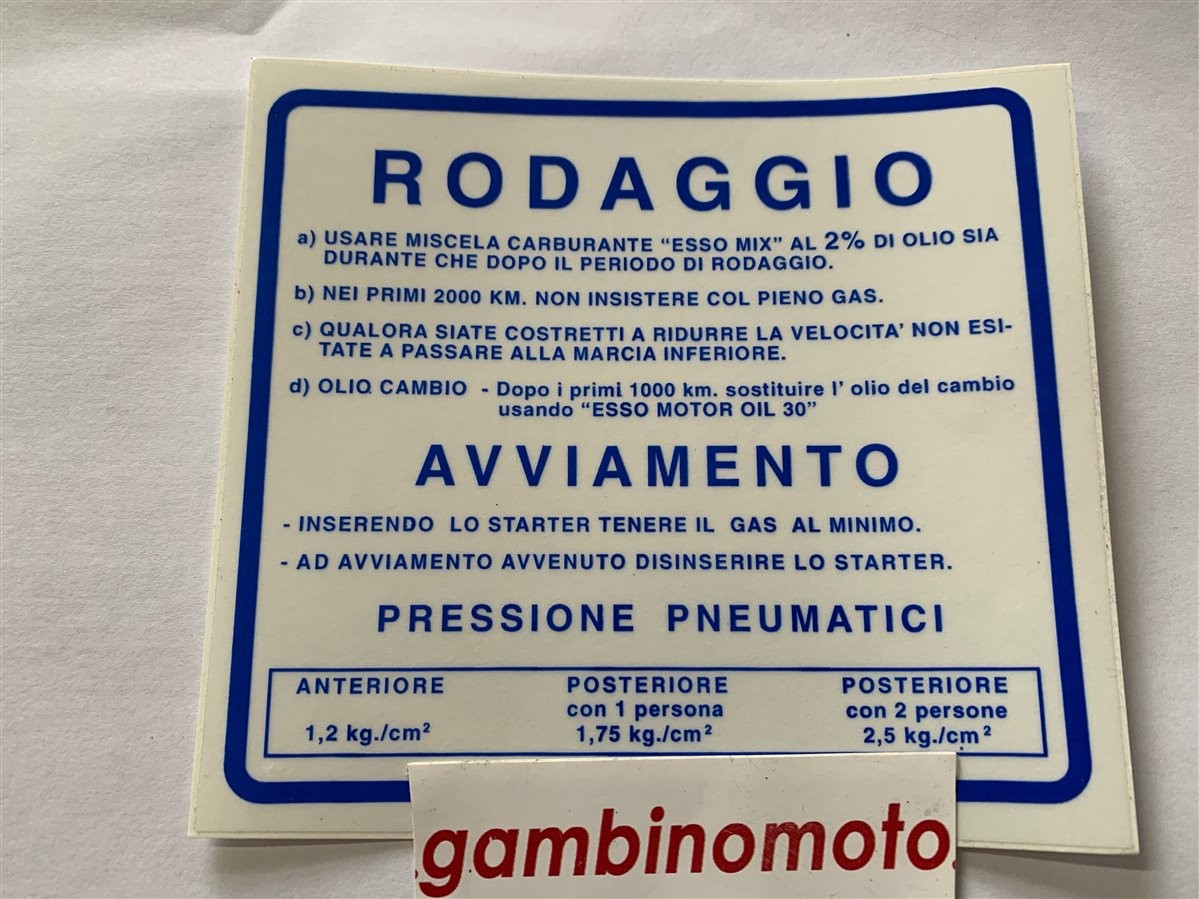 RODAGGIO
a) USARE MISCELA CARBURANTE “ESSO MIX” AL 2% DI OLIO SIA
DURANTE CHE DOPO IL PERIODO DI RODAGGIO.
b) NEI PRIMI 2000 KM. NON INSISTERE COL PIENO GAS.
c) QUALORA SIATE COSTRETTI A RIDURRE LA VELOCITA’ NON ESI-
TATE A PASSARE ALLA MARCIA INFERIORE.
d) OLIO CAMBIO - Dopo i primi 1000 km. sostituire l’ olio del cambio
usando “ESSO MOTOR OIL 30”
AVVIAMENTO
- INSERENDO LO STARTER TENERE IL GAS AL MINIMO.
- AD AVVIAMENTO AVVENUTO DISINSERIRE LO STARTER.
PRESSIONE PNEUMATICI
ANTERIORE POSTERIORE POSTERIORE
con 1 persona con 2 persone
1,2 kg./cm² 1,75 kg./cm² 2,5 kg./cm²
.gambinomoto.